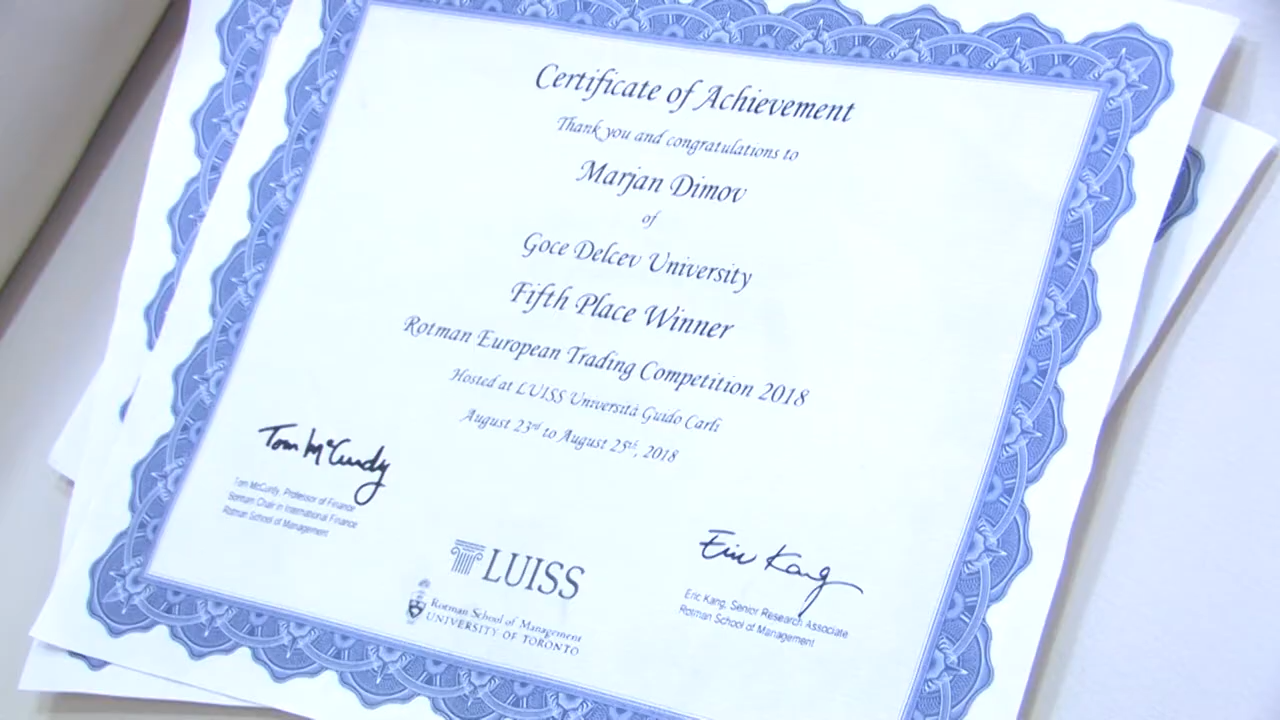 Certificate of Achievement
Thank you and congratulations to
Marjan Dimov
of
Goce Delcev University
Fifth Place Winner
Rotman European Trading Competition 2018
Hosted at LUISS Università Guido Carli
August 23rd to August 25th, 2018
Tom McCurdy
Tom McCurdy, Professor of Finance
Bonham Chair in International Finance
Rotman School of Management
Eric Kang
Eric Kang, Senior Research Associate
Rotman School of Management
LUISS
Rotman School of Management
UNIVERSITY OF TORONTO